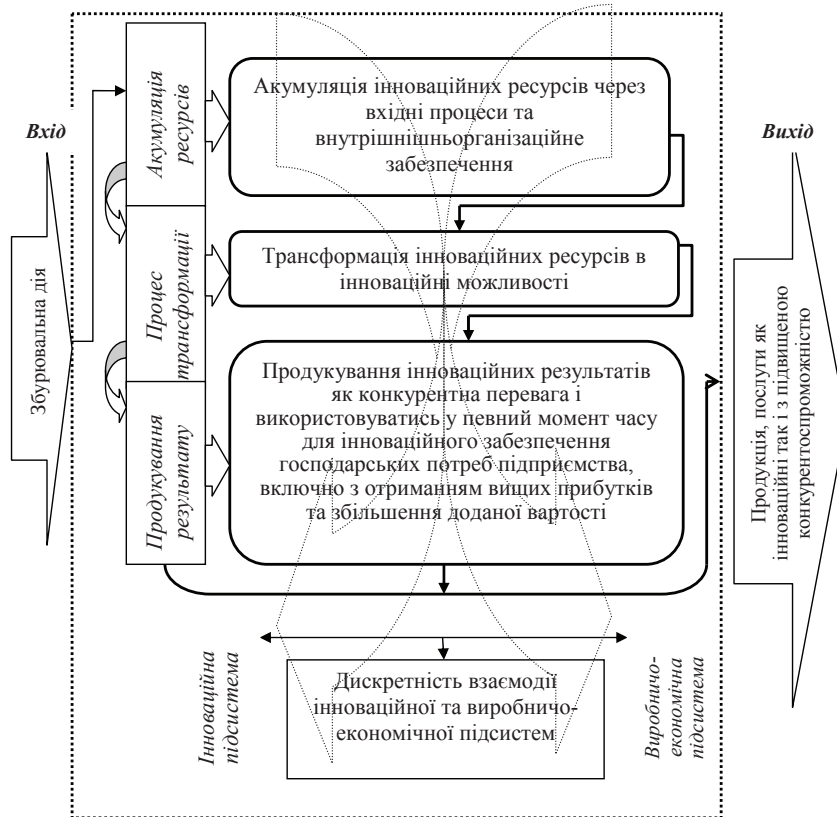 Вхід
Збурювальна дія
Акумуляція
ресурсів
Процес
трансформації
Продукування
результату
Акумуляція інноваційних ресурсів через
вхідні процеси та
внутрішнішньорганізаційне
забезпечення
Трансформація інноваційних ресурсів в
інноваційні можливості
Продукування інноваційних результатів
як конкурентна перевага і
використовуватись у певний момент часу
для інноваційного забезпечення
господарських потреб підприємства,
включно з отриманням вищих прибутків
та збільшення доданої вартості
Інноваційна
підсистема
Дискретність взаємодії
інноваційної та виробничо-
економічної підсистем
Виробничо-
економічна
підсистема
Вихід
Продукція, послуги як
інноваційні так і з підвищеною
конкурентоспроможністю